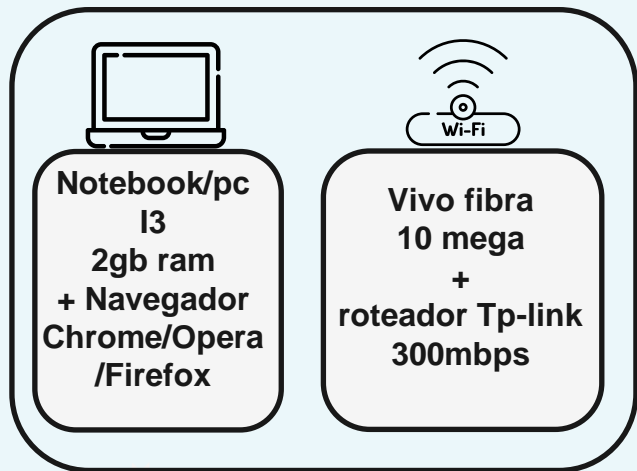 Wi-Fi
Notebook/pc
I3
2gb ram
+ Navegador
Chrome/Opera
/Firefox
Vivo fibra
10 mega
+
roteador Tp-link
300mbps